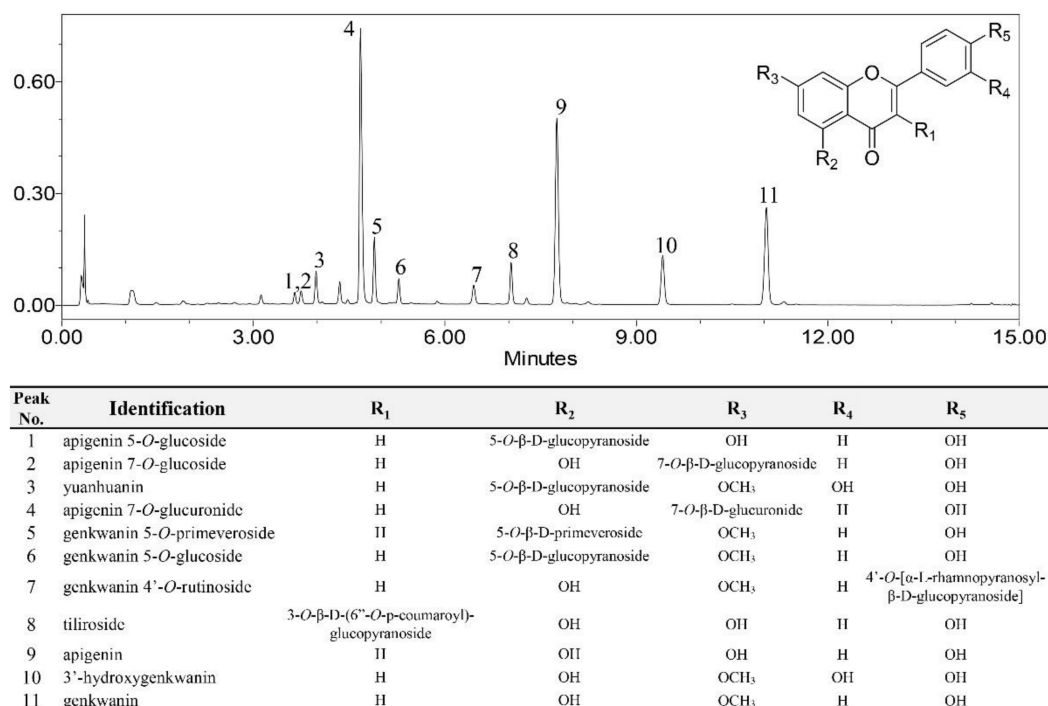 0.60
0.30
0.00
0.00 3.00 6.00 9.00 12.00 15.00
Minutes
1,2
3
4
5
6
7
8
9
10
11
R₃ O R₅
R₄
R₁
R₂ O
Peak No. Identification R₁ R₂ R₃ R₄ R₅
1 apigenin 5-O-glucoside H 5-O-β-D-glucopyranoside OH H OH
2 apigenin 7-O-glucoside H OH 7-O-β-D-glucopyranoside H OH
3 yuanhuanin H 5-O-β-D-glucopyranoside OCH₃ OH OH
4 apigenin 7-O-glucuronide H OH 7-O-β-D-glucuronide H OH
5 genkwanin 5-O-primeveroside H 5-O-β-D-primeveroside OCH₃ H OH
6 genkwanin 5-O-glucoside H 5-O-β-D-glucopyranoside OCH₃ H OH
7 genkwanin 4’-O-rutinoside H OH OCH₃ H 4’-O-[α-L-rhamnopyranosyl-
β-D-glucopyranoside]
8 tiliroside 3-O-β-D-(6”-O-p-coumaroyl)-
glucopyranoside OH OH H OH
9 apigenin H OH OH H OH
10 3’-hydroxygenkwanin H OH OCH₃ OH OH
11 genkwanin H OH OCH₃ H OH